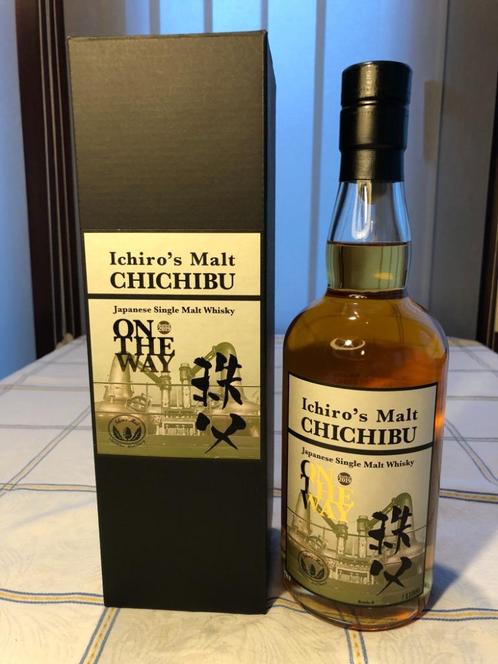 Ichiro's Malt
CHICHIBU
Japanese Single Malt Whisky
ON
THE
WAY
秩父
Ichiro's Malt
CHICHIBU
Japanese Single Malt Whisky
ON
THE
WAY
2019
秩父